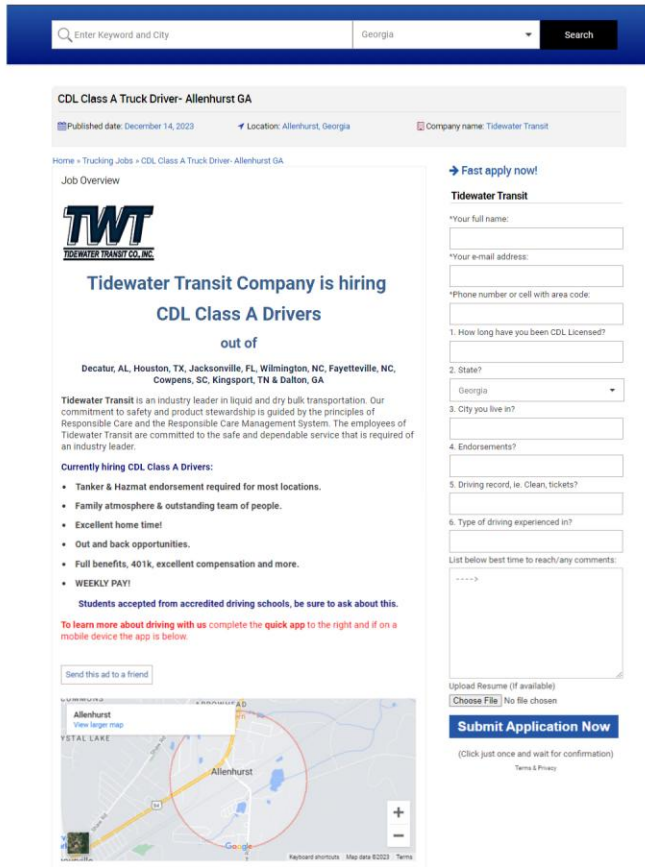 Enter Keyword and City
Georgia
Search
CDL Class A Truck Driver- Allenhurst GA
Published date: December 14, 2023
Location: Allenhurst, Georgia
Company name: Tidewater Transit
Home » Trucking Jobs » CDL Class A Truck Driver- Allenhurst GA
Job Overview
TWT
TIDEWATER TRANSIT CO., INC.
Tidewater Transit Company is hiring
CDL Class A Drivers
out of
Decatur, AL, Houston, TX, Jacksonville, FL, Wilmington, NC, Fayetteville, NC,
Cowpens, SC, Kingsport, TN & Dalton, GA
Tidewater Transit is an industry leader in liquid and dry bulk transportation. Our
commitment to safety and product stewardship is guided by the principles of
Responsible Care and the Responsible Care Management System. The employees of
Tidewater Transit are committed to the safe and dependable service that is required of
an industry leader.
Currently hiring CDL Class A Drivers:
• Tanker & Hazmat endorsement required for most locations.
• Family atmosphere & outstanding team of people.
• Excellent home time!
• Out and back opportunities.
• Full benefits, 401k, excellent compensation and more.
• WEEKLY PAY!
Students accepted from accredited driving schools, be sure to ask about this.
To learn more about driving with us complete the quick app to the right and if on a
mobile device the app is below.
Send this ad to a friend
Allenhurst
View larger map
ARROWHEAD
YSTAL LAKE
Shaw Rd
Allenhurst
54
Shaw Rd
Google
Keyboard shortcuts
Map data ©2023
Terms
Fast apply now!
Tidewater Transit
*Your full name:
*Your e-mail address:
*Phone number or cell with area code:
1. How long have you been CDL Licensed?
2. State?
Georgia
3. City you live in?
4. Endorsements?
5. Driving record, ie. Clean, tickets?
6. Type of driving experienced in?
List below best time to reach/any comments:
---->
Upload Resume (If available)
Choose File No file chosen
Submit Application Now
(Click just once and wait for confirmation)
Terms & Privacy